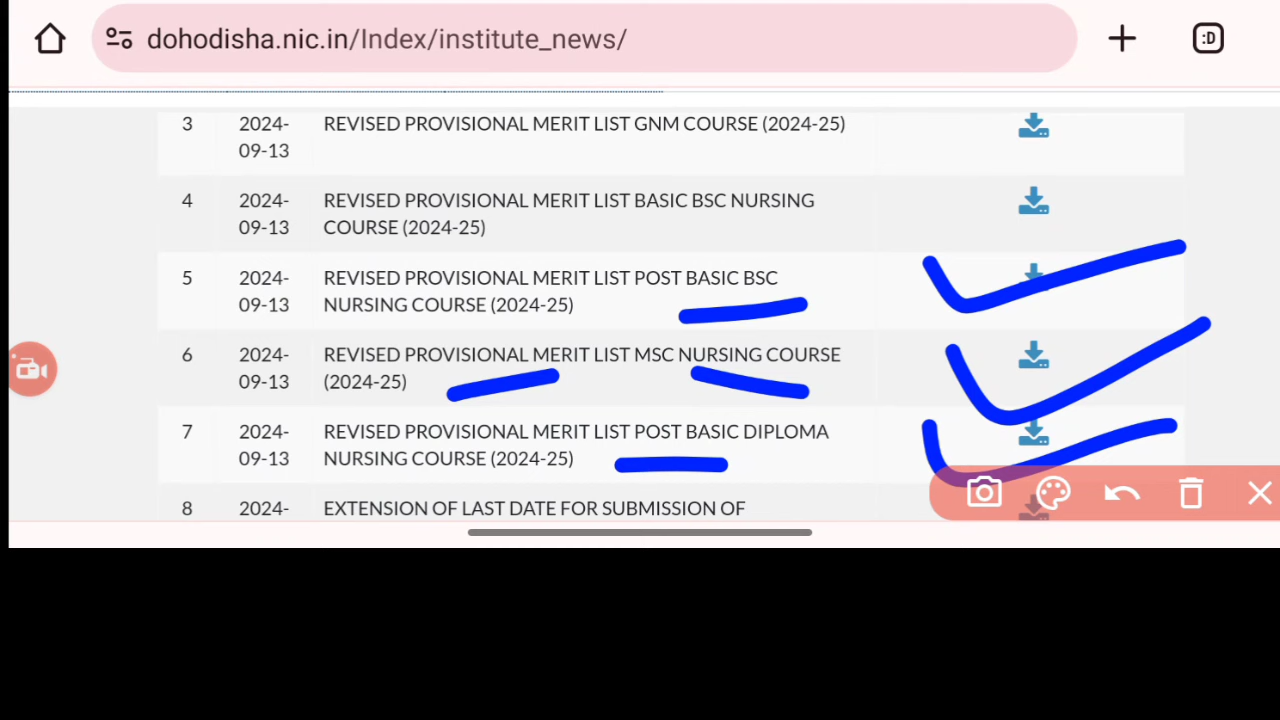 dohodisha.nic.in/Index/institute_news/
:D
3 2024- REVISED PROVISIONAL MERIT LIST GNM COURSE (2024-25)
09-13
4 2024- REVISED PROVISIONAL MERIT LIST BASIC BSC NURSING
09-13 COURSE (2024-25)
5 2024- REVISED PROVISIONAL MERIT LIST POST BASIC BSC
09-13 NURSING COURSE (2024-25)
6 2024- REVISED PROVISIONAL MERIT LIST MSC NURSING COURSE
09-13 (2024-25)
7 2024- REVISED PROVISIONAL MERIT LIST POST BASIC DIPLOMA
09-13 NURSING COURSE (2024-25)
8 2024- EXTENSION OF LAST DATE FOR SUBMISSION OF